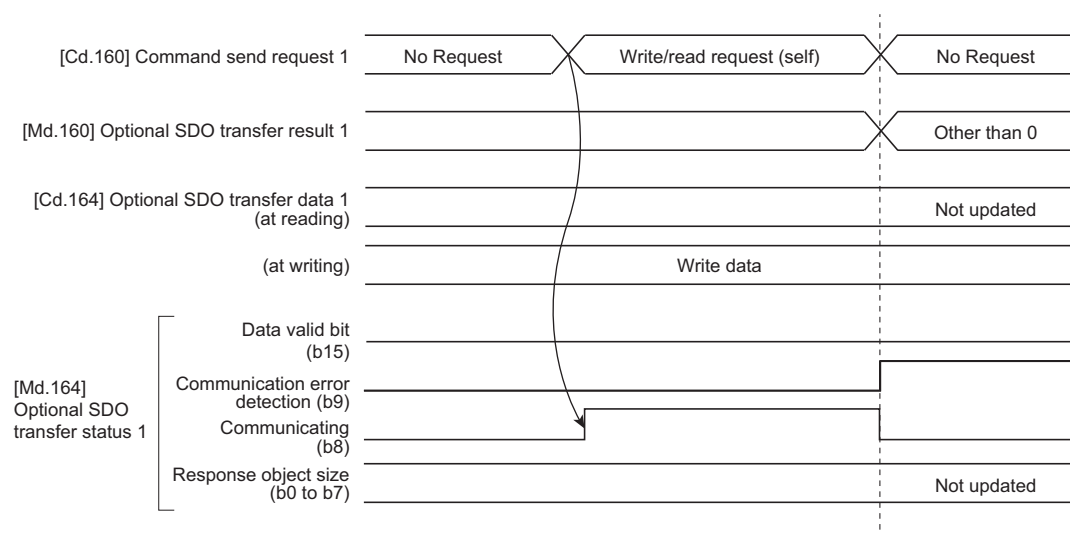 [Cd.160] Command send request 1
No Request
Write/read request (self)
No Request
[Md.160] Optional SDO transfer result 1
Other than 0
[Cd.164] Optional SDO transfer data 1
(at reading)
Not updated
(at writing)
Write data
[Md.164]
Optional SDO
transfer status 1
Data valid bit
(b15)
Communication error
detection (b9)
Communicating
(b8)
Response object size
(b0 to b7)
Not updated